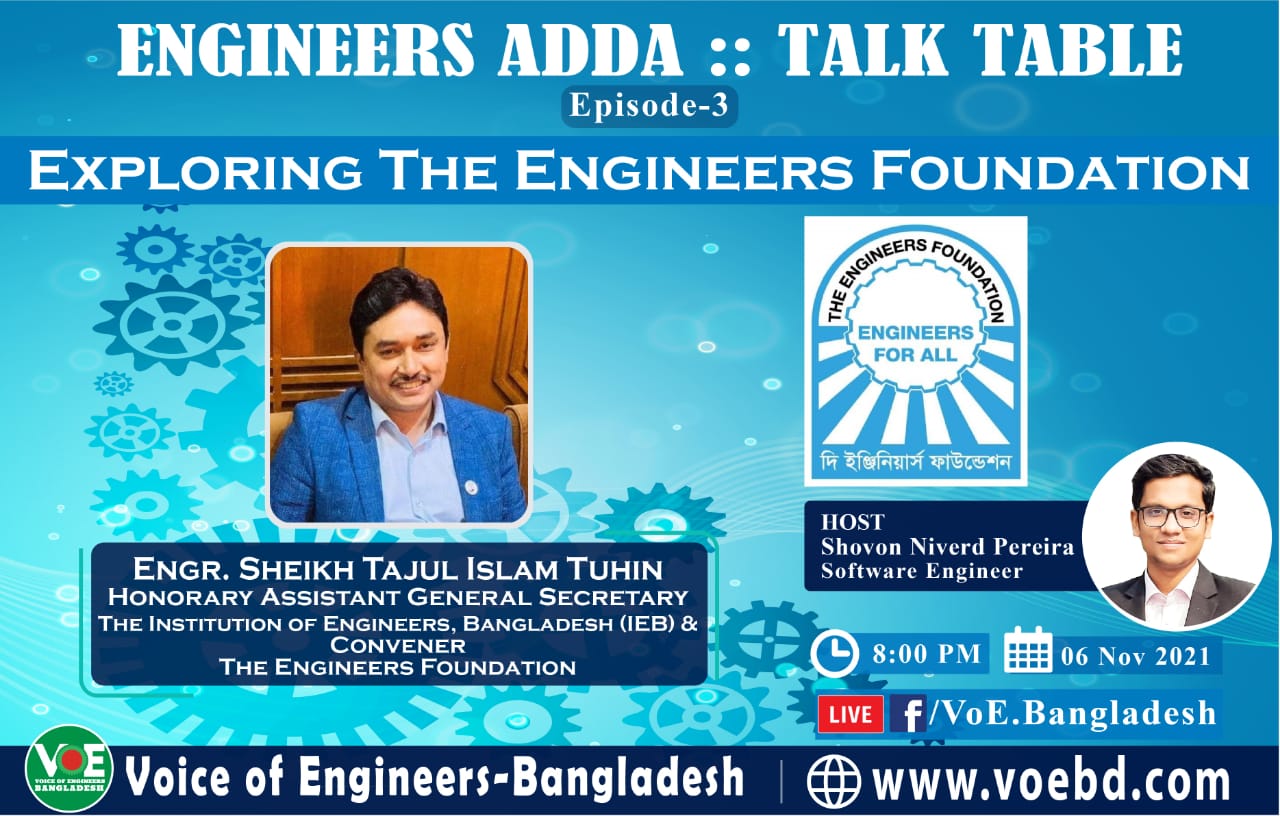 ENGINEERS ADDA :: TALK TABLE
Episode-3
EXPLORING THE ENGINEERS FOUNDATION
THE ENGINEERS FOUNDATION
ENGINEERS
FOR ALL
দি ইঞ্জিনিয়ার্স ফাউন্ডেশন
HOST
Shovon Niverd Pereira
Software Engineer
ENGR. SHEIKH TAJUL ISLAM TUHIN
HONORARY ASSISTANT GENERAL SECRETARY
THE INSTITUTION OF ENGINEERS, BANGLADESH (IEB) &
CONVENER
THE ENGINEERS FOUNDATION
8:00 PM
06 Nov 2021
LIVE f/VoE.Bangladesh
VOE
VOICE OF ENGINEERS
BANGLADESH
Voice of Engineers-Bangladesh
www.voebd.com